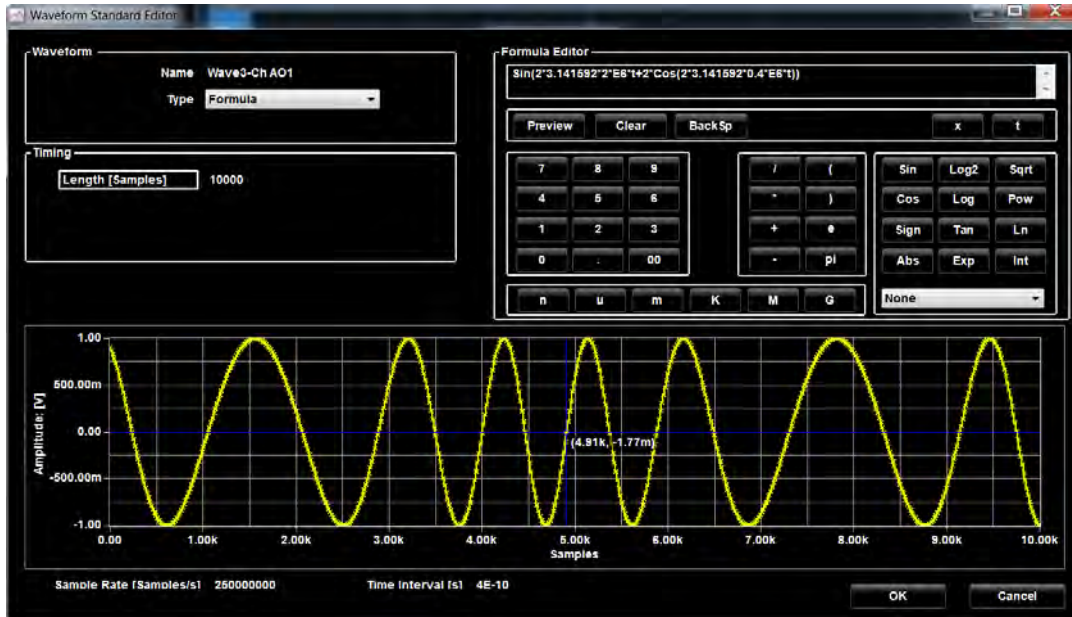 Waveform Standard Editor
Waveform
Name Wave3-Ch AO1
Type Formula
Timing
Length [Samples] 10000
Formula Editor
Sin(2*3.141592*2*E6*t+2*Cos(2*3.141592*0.4*E6*t))
Preview Clear BackSp x t
7 8 9 / ( Sin Log2 Sqrt
4 5 6 * ) Cos Log Pow
1 2 3 + e Sign Tan Ln
0 . 00 - pi Abs Exp Int
n u m K M G None
1.00
500.00m
0.00
-500.00m
-1.00
Amplitude: [V]
(4.91k, -1.77m)
0.00 1.00k 2.00k 3.00k 4.00k 5.00k 6.00k 7.00k 8.00k 9.00k 10.00k
Samples
Sample Rate [Samples/s] 250000000 Time Interval [s] 4E-10
OK Cancel